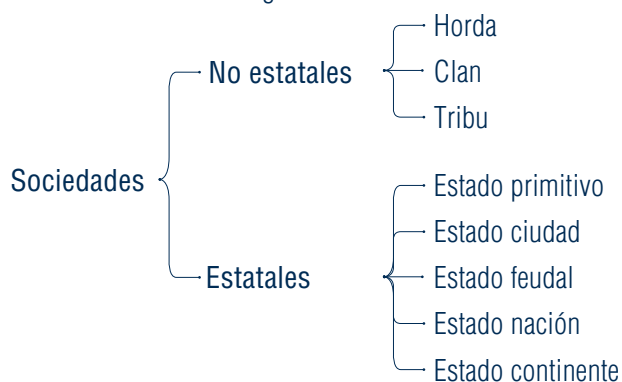 Horda
No estatales
Clan
Tribu
Sociedades
Estado primitivo
Estado ciudad
Estatales
Estado feudal
Estado nación
Estado continente